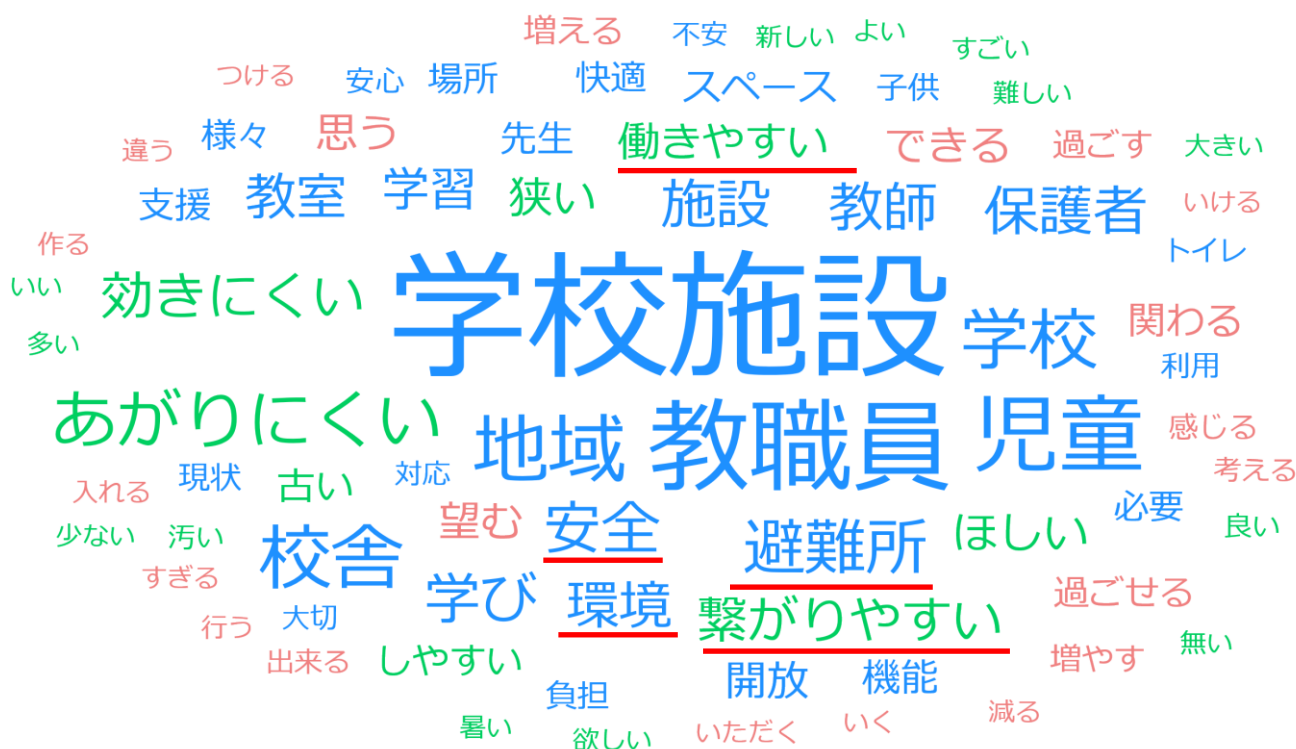 増える 不安 新しい よい すごい
つける 安心 場所 快適 スペース 子供 難しい
違う 様々 思う 先生 働きやすい できる 過ごす 大きい
支援 教室 学習 狭い 施設 教師 保護者 いける
作る トイレ
いい 効きにくい 学校施設 学校 関わる
多い 利用
あがりにくい 地域 教職員 児童 感じる
入れる 現状 古い 対応 考える
少ない 汚い 望む 安全 避難所 ほしい 必要 良い
すぎる 校舎 学び 環境 繋がりやすい 過ごせる
行う 大切 無い
出来る しやすい 開放 機能 増やす
負担 減る
暑い 欲しい いただく いく